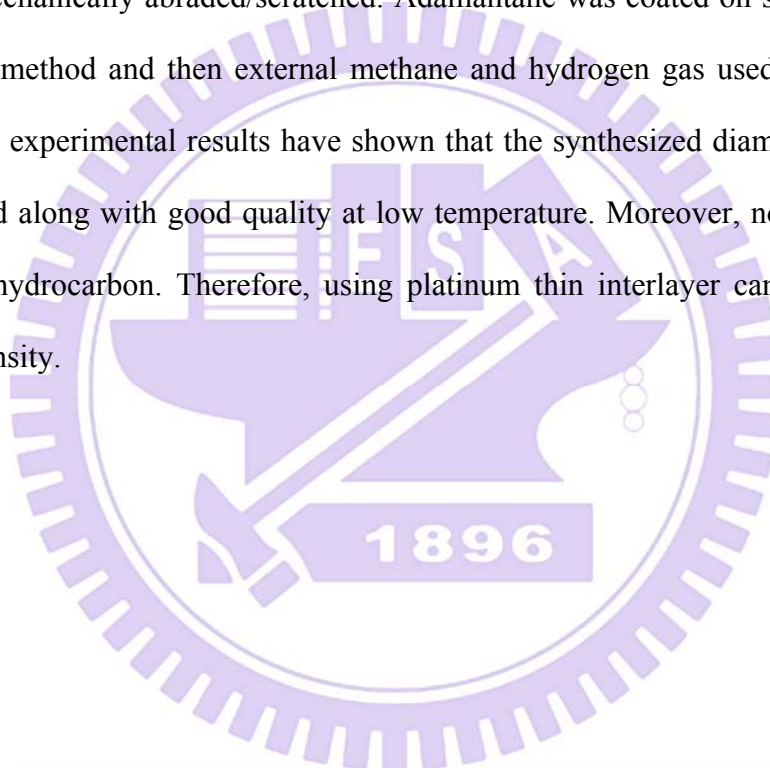 echanically abraded/scratched. Adamantane was coated on s
method and then external methane and hydrogen gas used
experimental results have shown that the synthesized diam
d along with good quality at low temperature. Moreover, n
hydrocarbon. Therefore, using platinum thin interlayer can
nsity.
E S A
1896